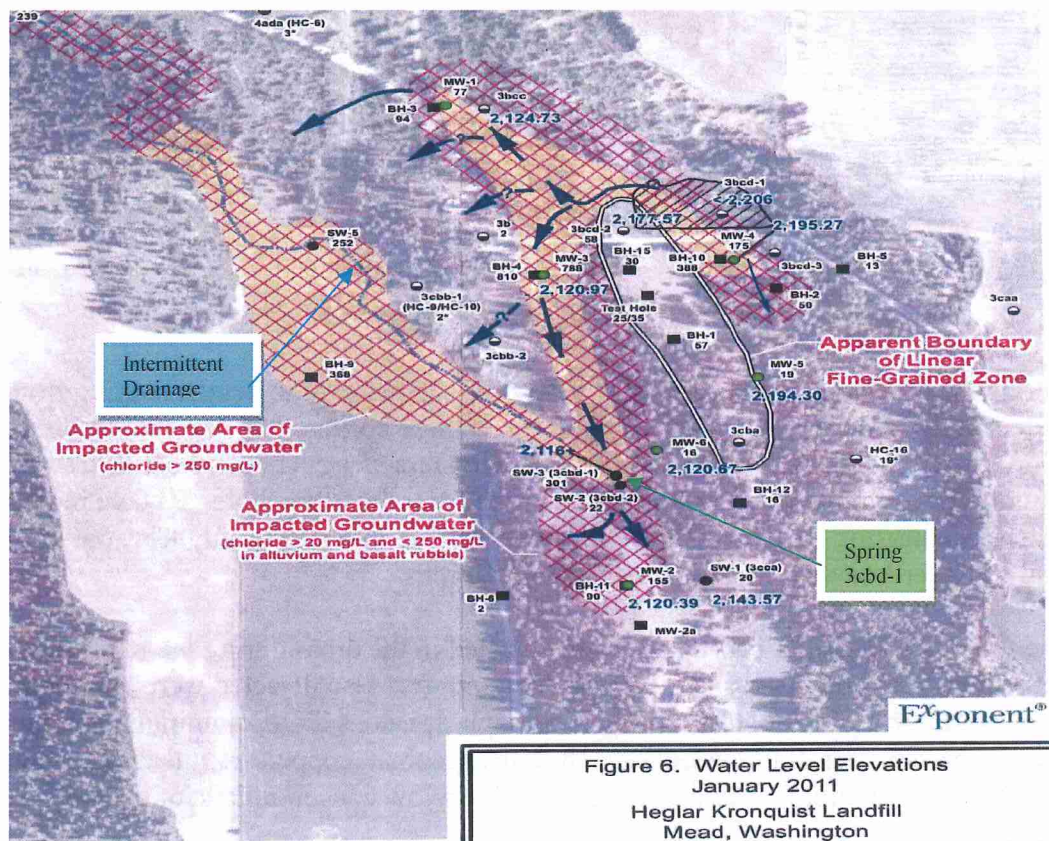 239
4ada (HC-6)
3*
MW-1
77
BH-3
94
3bcc
2,124.73
3bcd-1
< 2,206
2,177.57
2,195.27
3bcd-2
58
MW-4
175
BH-10
388
3bcd-3
BH-5
13
BH-2
50
BH-15
30
Test Hole
25/35
3b
2
MW-3
788
BH-4
810
2,120.97
SW-5
252
3cbb-1
(HC-9/HC-10)
2*
3cbb-2
3caa
BH-1
57
Apparent Boundary
of Linear
Fine-Grained Zone
MW-5
19
2,194.30
Intermittent
Drainage
BH-9
368
Approximate Area of
Impacted Groundwater
(chloride > 250 mg/L)
2,116
MW-6
16
2,120.67
3cba
HC-16
19*
SW-3 (3cbd-1)
301
SW-2 (3cbd-2)
22
BH-12
16
Approximate Area of
Impacted Groundwater
(chloride > 20 mg/L and < 250 mg/L
in alluvium and basalt rubble)
Spring
3cbd-1
MW-2
155
BH-11
90
2,120.39
SW-1 (3cca)
20
2,143.57
BH-6
2
MW-2a
?
?
?
?
Exponent®
Figure 6. Water Level Elevations
January 2011
Heglar Kronquist Landfill
Mead, Washington